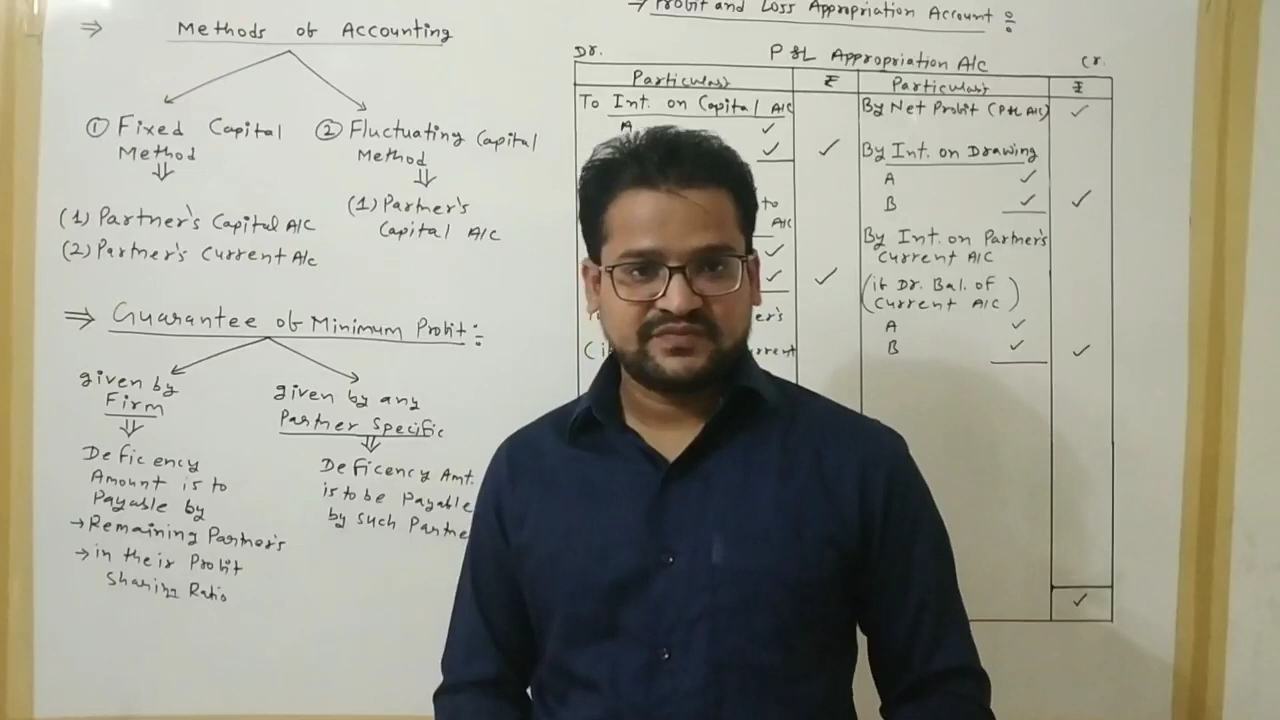 ⇒ Methods of Accounting
① Fixed Capital Method
⇓
(1) Partner's Capital A/C
(2) Partner's Current A/c
② Fluctuating Capital Method
⇓
(1) Partner's
Capital A/C
⇒ Guarantee of Minimum Profit :-
given by
Firm
⇓
Deficency
Amount is to
Payable by
→ Remaining Partner's
→ in their Profit
Sharing Ratio
given by any
Partner Specific
⇓
Deficency Amt.
is to be Payable
by such Partne
⇒ Profit and Loss Appropriation Account :-
Dr. P & L Appropriation A/C Cr.
Particulars ₹ Particulars ₹
To Int. on Capital A/C
A ✓
✓ ✓
to
A/C
✓
✓ ✓
er's
rrent
By Net Profit (P&L A/C) ✓
By Int. on Drawing
A ✓
B ✓ ✓
By Int. on Partner's
Current A/C
(if Dr. Bal. of
Current A/C)
A ✓
B ✓ ✓
✓